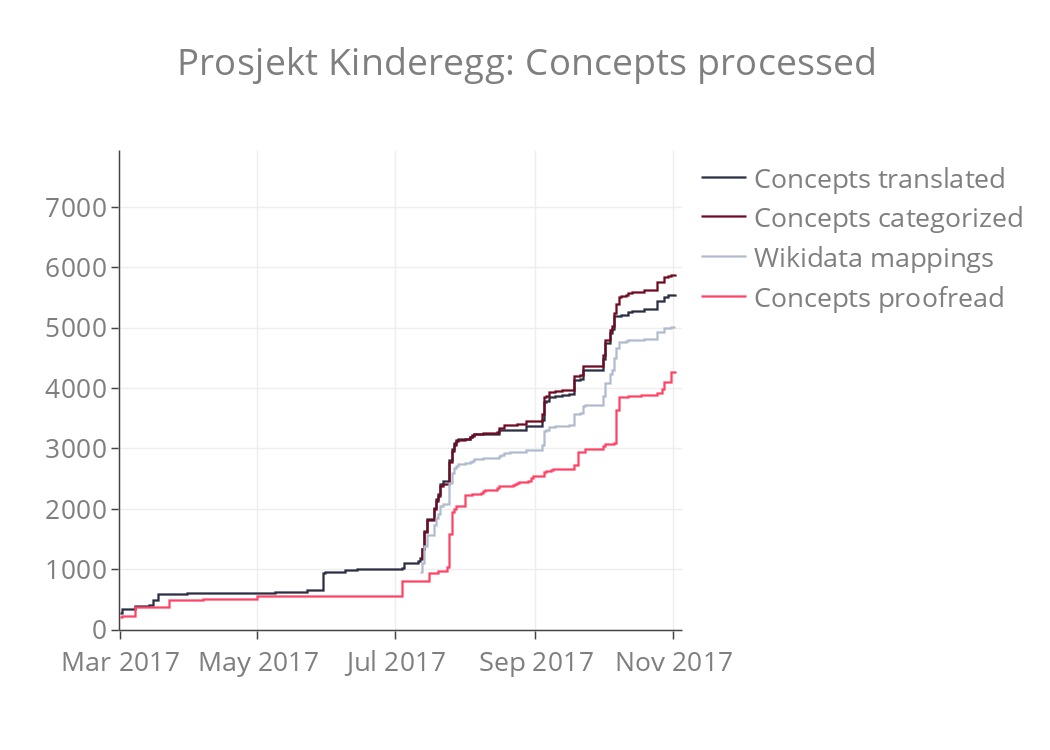 Prosjekt Kinderegg: Concepts processed
Concepts translated
Concepts categorized
Wikidata mappings
Concepts proofread
7000
6000
5000
4000
3000
2000
1000
0
Mar 2017 May 2017 Jul 2017 Sep 2017 Nov 2017